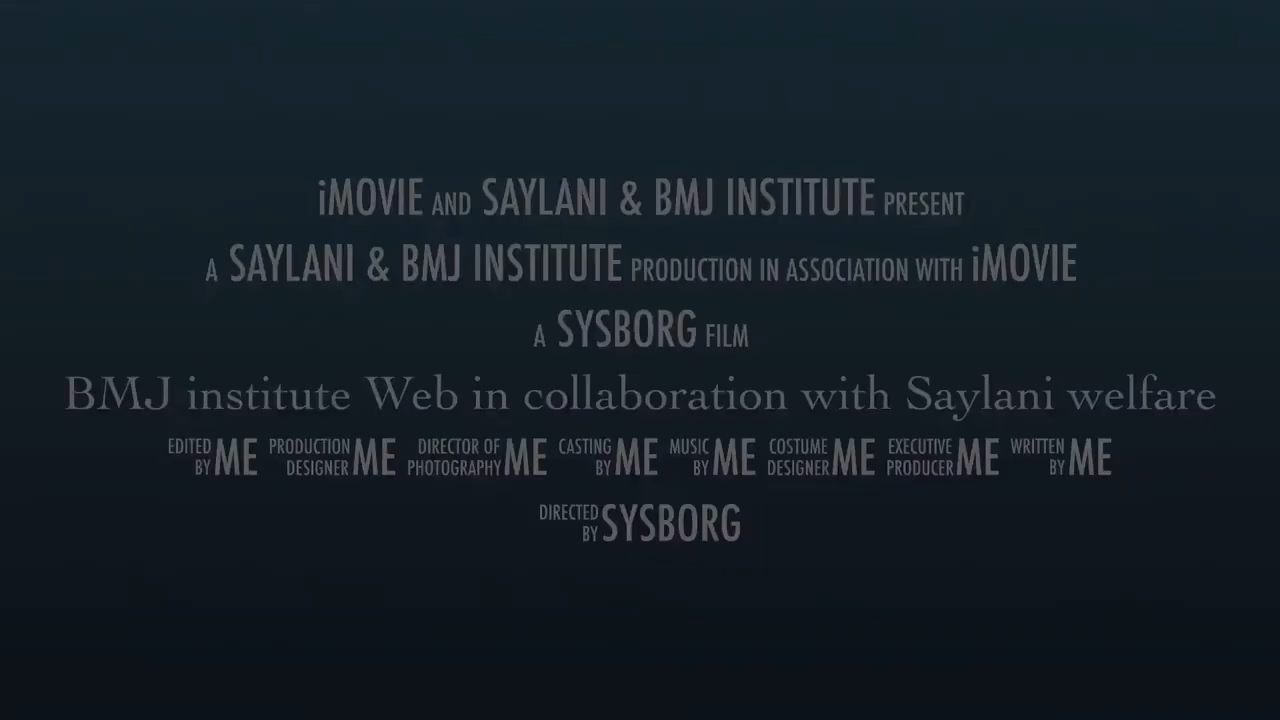 iMOVIE AND SAYLANI & BMJ INSTITUTE PRESENT
A SAYLANI & BMJ INSTITUTE PRODUCTION IN ASSOCIATION WITH iMOVIE
A SYSBORG FILM
BMJ institute Web in collaboration with Saylani welfare
EDITED BY ME PRODUCTION DESIGNER ME DIRECTOR OF PHOTOGRAPHY ME CASTING BY ME MUSIC BY ME COSTUME DESIGNER ME EXECUTIVE PRODUCER ME WRITTEN BY ME
DIRECTED BY SYSBORG